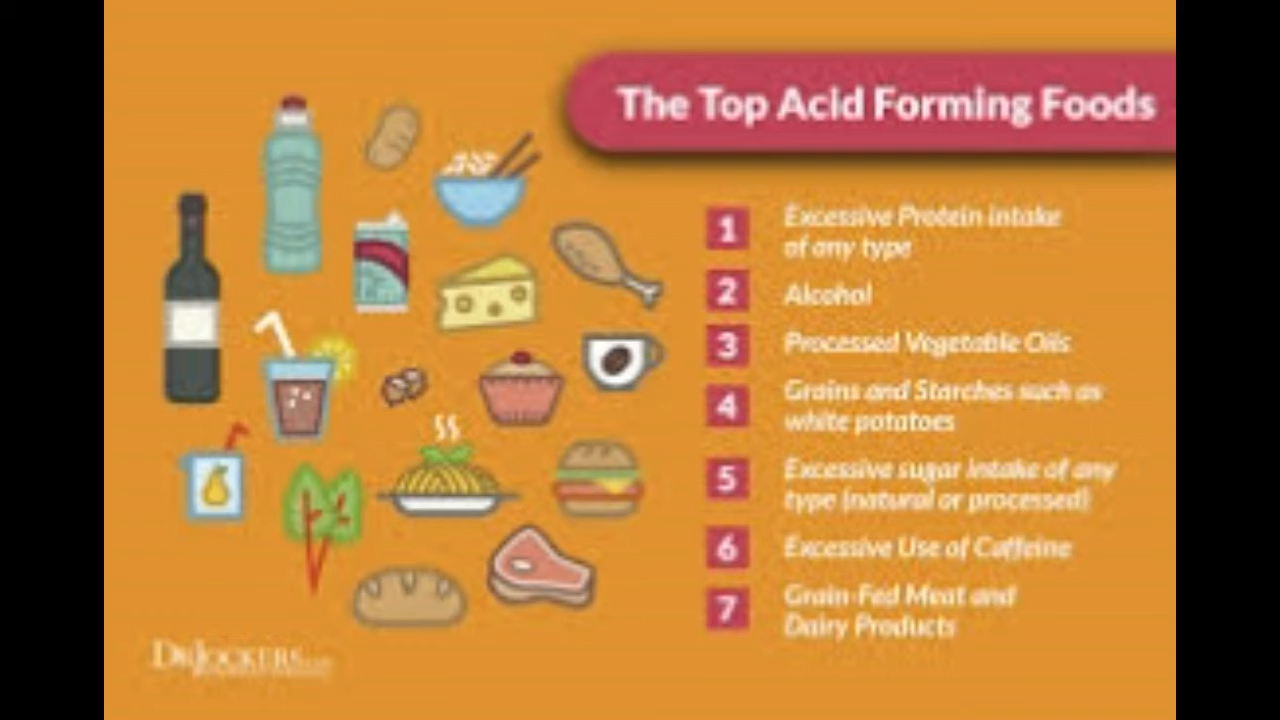 The Top Acid Forming Foods
1
Excessive Protein intake
of any type
2
Alcohol
3
Processed Vegetable Oils
4
Grains and Starches such as
white potatoes
5
Excessive sugar intake of any
type (natural or processed)
6
Excessive Use of Caffeine
7
Grain-Fed Meat and
Dairy Products
DRJOCKERS